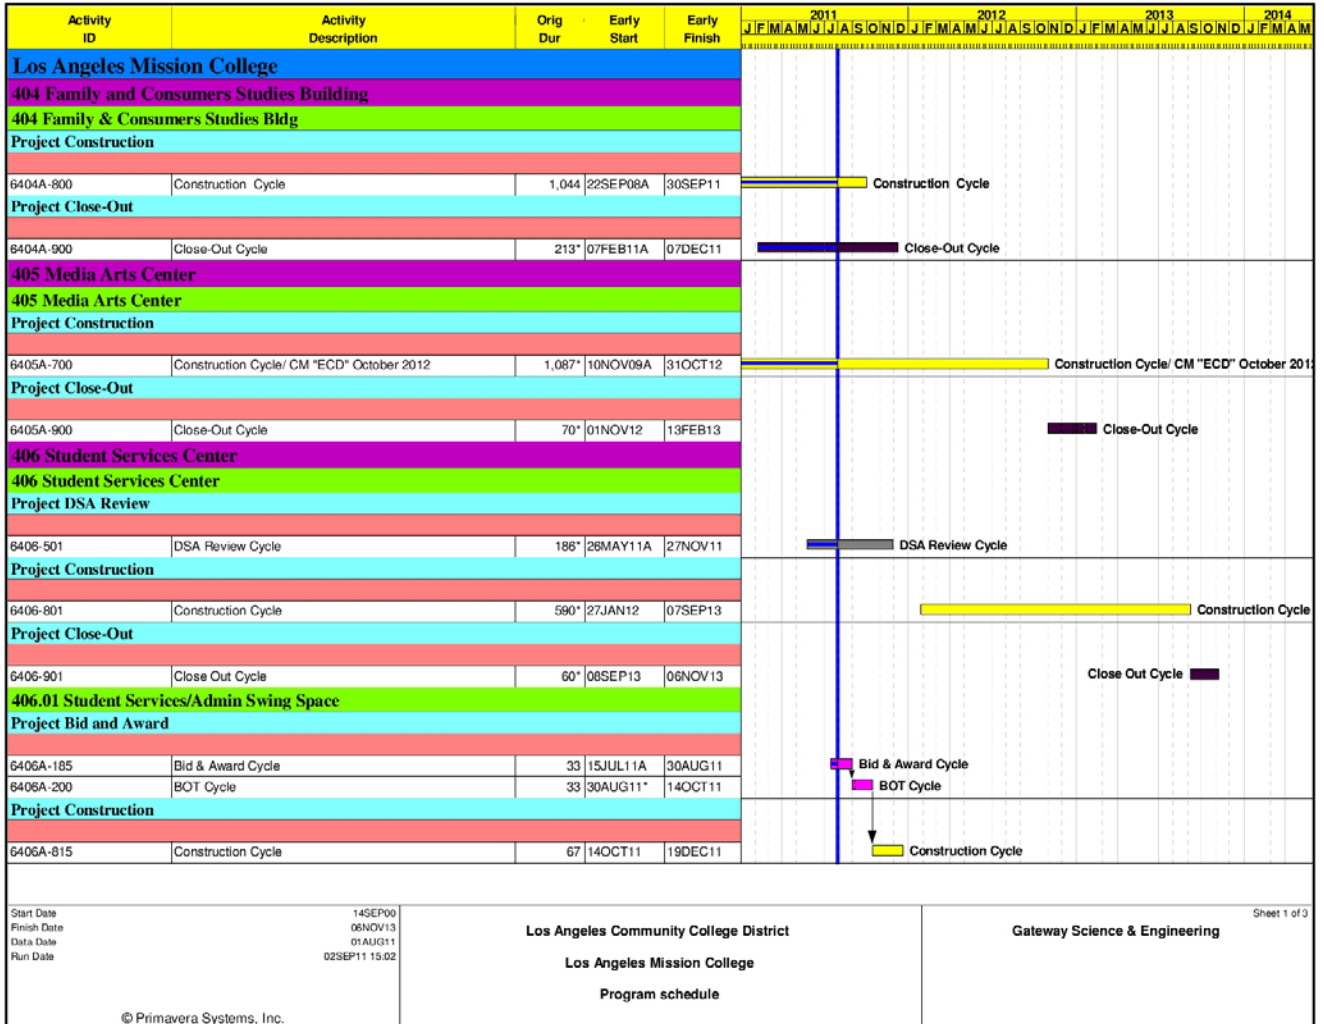 Activity ID Activity Description Orig Dur Early Start Early Finish 2011 2012 2013 2014
J F M A M J J A S O N D J F M A M J J A S O N D J F M A M J J A S O N D J F M A M
Los Angeles Mission College
404 Family and Consumers Studies Building
404 Family & Consumers Studies Bldg
Project Construction
6404A-800 Construction Cycle 1,044 22SEP08A 30SEP11 Construction Cycle
Project Close-Out
6404A-900 Close-Out Cycle 213* 07FEB11A 07DEC11 Close-Out Cycle
405 Media Arts Center
405 Media Arts Center
Project Construction
6405A-700 Construction Cycle/ CM "ECD" October 2012 1,087* 10NOV09A 31OCT12 Construction Cycle/ CM "ECD" October 201
Project Close-Out
6405A-900 Close-Out Cycle 70* 01NOV12 13FEB13 Close-Out Cycle
406 Student Services Center
406 Student Services Center
Project DSA Review
6406-501 DSA Review Cycle 186* 26MAY11A 27NOV11 DSA Review Cycle
Project Construction
6406-801 Construction Cycle 590* 27JAN12 07SEP13 Construction Cycle
Project Close-Out
6406-901 Close Out Cycle 60* 08SEP13 06NOV13 Close Out Cycle
406.01 Student Services/Admin Swing Space
Project Bid and Award
6406A-185 Bid & Award Cycle 33 15JUL11A 30AUG11 Bid & Award Cycle
6406A-200 BOT Cycle 33 30AUG11* 14OCT11 BOT Cycle
Project Construction
6406A-815 Construction Cycle 67 14OCT11 19DEC11 Construction Cycle
Start Date 14SEP00
Finish Date 06NOV13
Data Date 01AUG11
Run Date 02SEP11 15:02
© Primavera Systems, Inc.
Los Angeles Community College District
Los Angeles Mission College
Program schedule
Sheet 1 of 3
Gateway Science & Engineering